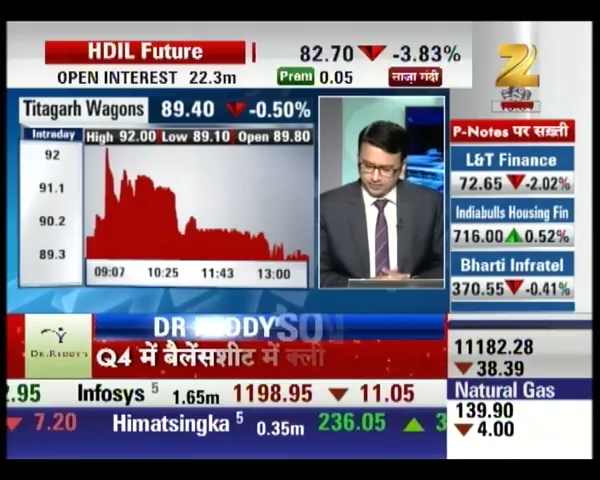 HDIL Future
82.70 -3.83%
OPEN INTEREST 22.3m
Prem 0.05
ताज़ा मंदी
Titagarh Wagons 89.40 -0.50%
Intraday
High 92.00 Low 89.10 Open 89.80
92
91.1
90.2
89.3
09:07 10:25 11:43 13:00
P-Notes पर सख़्ती
L&T Finance
72.65 -2.02%
Indiabulls Housing Fin
716.00 0.52%
Bharti Infratel
370.55 -0.41%
DR. REDDY'S
Q4 में बैलेंसशीट में क्ली
11182.28
38.39
Natural Gas
139.90
4.00
2.95 Infosys 5 1.65m 1198.95 11.05
7.20 Himatsingka 5 0.35m 236.05 3